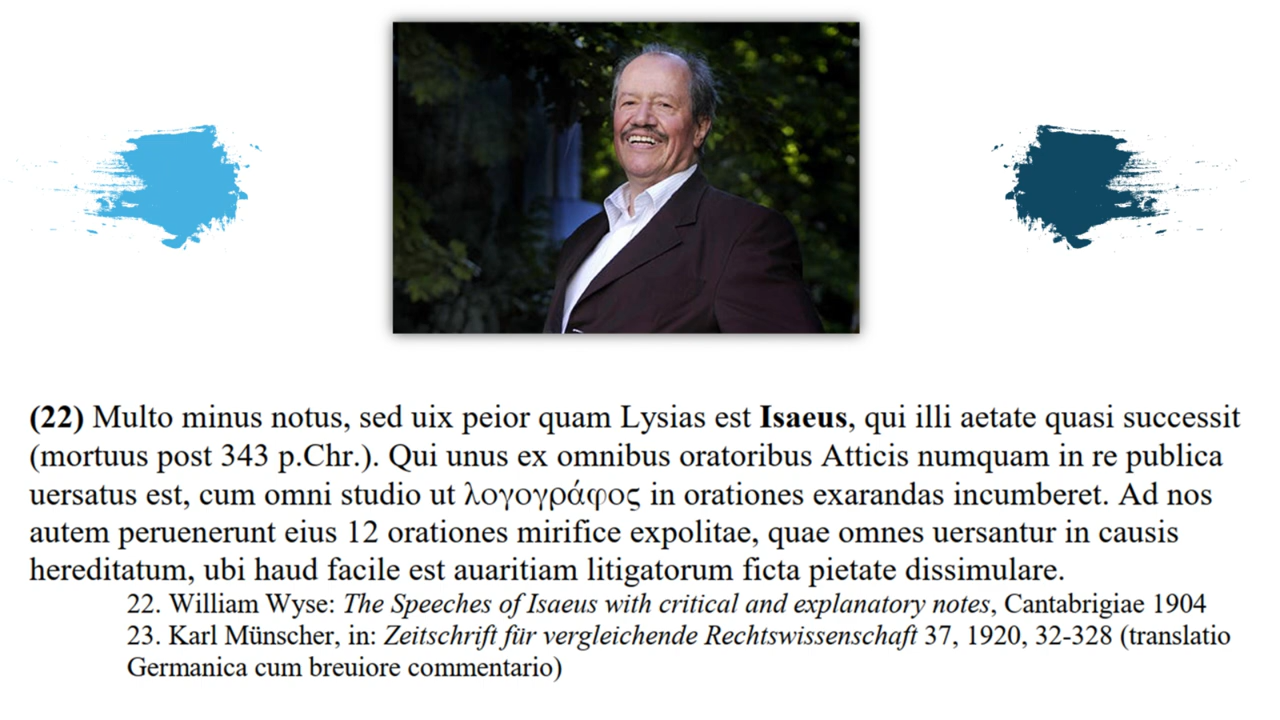 (22) Multo minus notus, sed uix peior quam Lysias est Isaeus, qui illi aetate quasi successit
(mortuus post 343 p.Chr.). Qui unus ex omnibus oratoribus Atticis numquam in re publica
uersatus est, cum omni studio ut λογογράφος in orationes exarandas incumberet. Ad nos
autem peruenerunt eius 12 orationes mirifice expolitae, quae omnes uersantur in causis
hereditatum, ubi haud facile est auaritiam litigatorum ficta pietate dissimulare.
22. William Wyse: The Speeches of Isaeus with critical and explanatory notes, Cantabrigiae 1904
23. Karl Münscher, in: Zeitschrift für vergleichende Rechtswissenschaft 37, 1920, 32-328 (translatio
Germanica cum breuiore commentario)